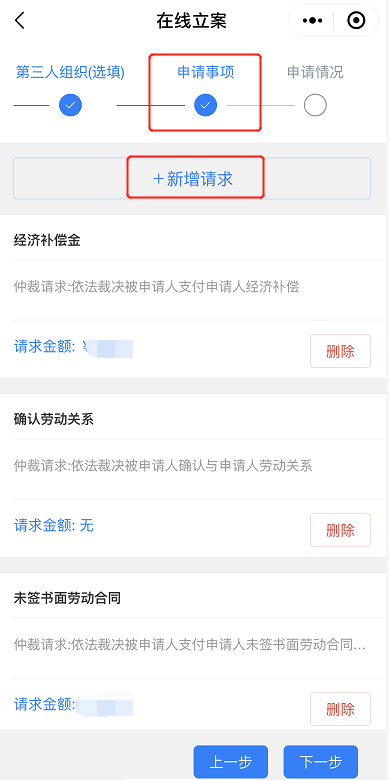 在线立案
第三人组织(选填)
申请事项
申请情况
+新增请求
经济补偿金
仲裁请求:依法裁决被申请人支付申请人经济补偿
请求金额:
删除
确认劳动关系
仲裁请求:依法裁决被申请人确认与申请人劳动关系
请求金额: 无
删除
未签书面劳动合同
仲裁请求:依法裁决被申请人支付申请人未签书面劳动合同...
请求金额:
删除
上一步
下一步